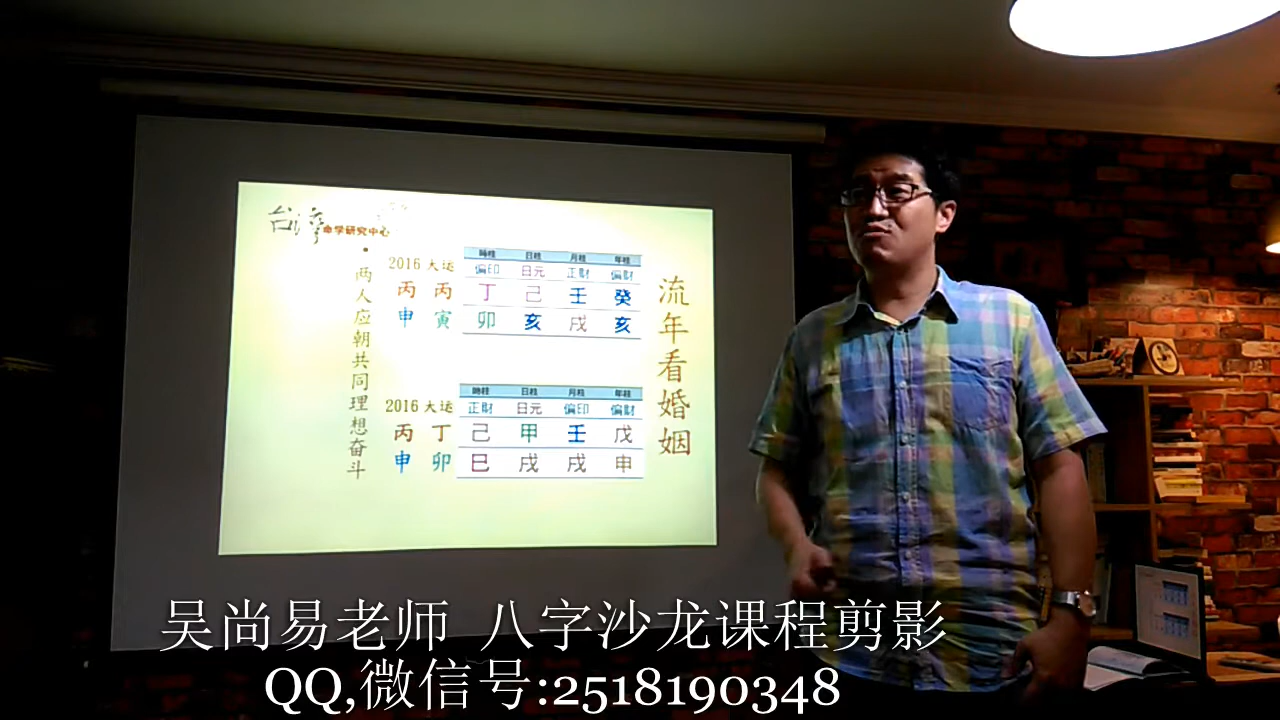 台湾命学研究中心
流年看婚姻
时柱 日柱 月柱 年柱
2016 大运 偏印 日元 正财 偏财
丙 丙 丁 己 壬 癸
申 寅 卯 亥 戌 亥
• 两人应朝共同理想奋斗
时柱 日柱 月柱 年柱
2016 大运 正财 日元 偏印 偏财
丙 丁 己 甲 壬 戊
申 卯 巳 戌 戌 申
吴尚易老师 八字沙龙课程剪影
QQ,微信号:2518190348